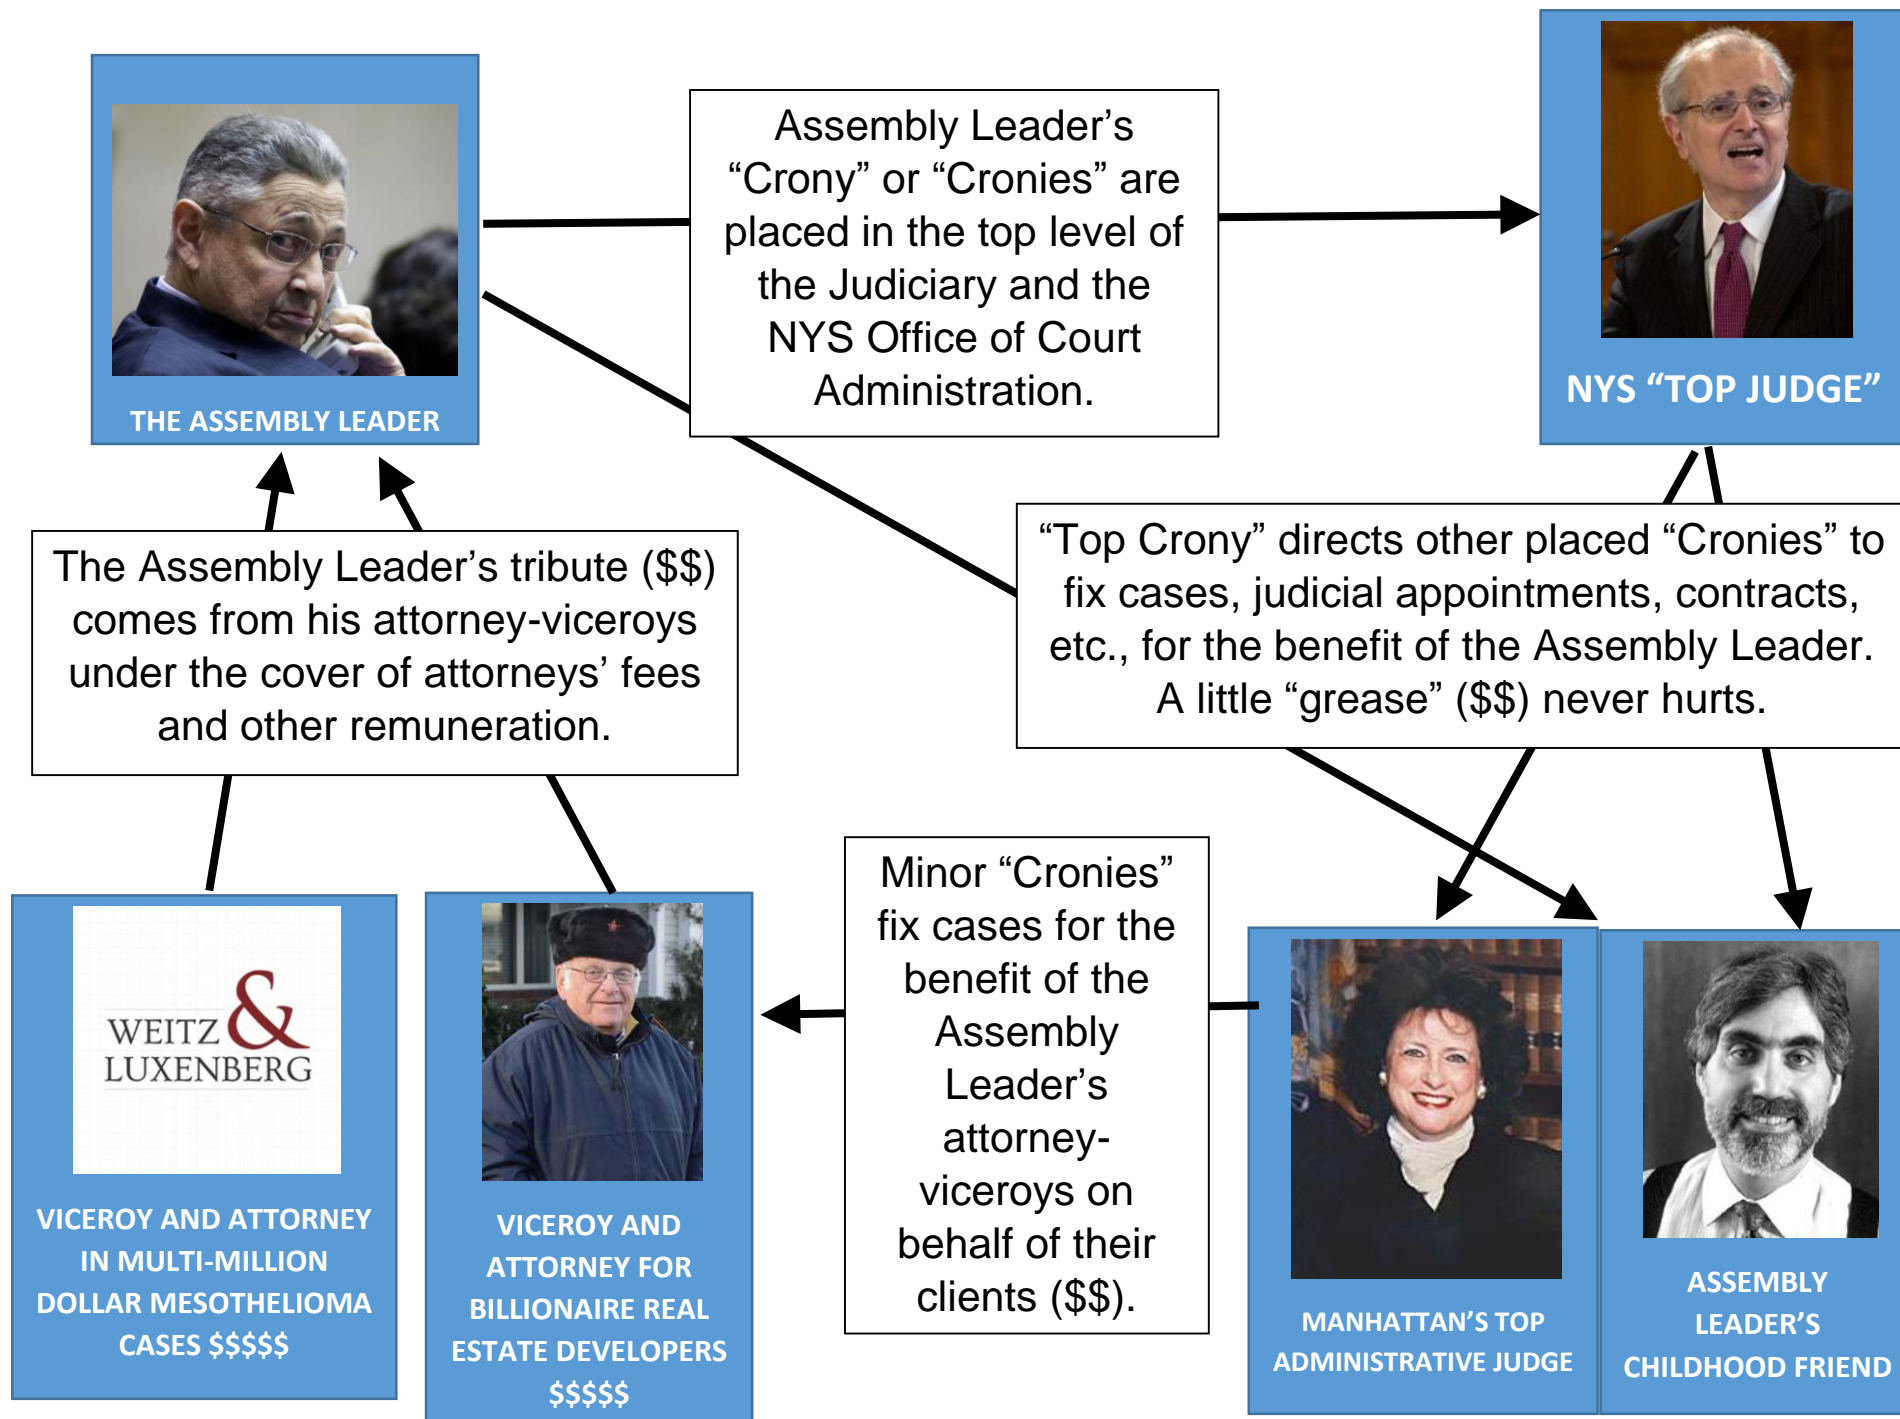 THE ASSEMBLY LEADER
Assembly Leader’s
“Crony” or “Cronies” are
placed in the top level of
the Judiciary and the
NYS Office of Court
Administration.
NYS “TOP JUDGE”
The Assembly Leader’s tribute ($$)
comes from his attorney-viceroys
under the cover of attorneys’ fees
and other remuneration.
“Top Crony” directs other placed “Cronies” to
fix cases, judicial appointments, contracts,
etc., for the benefit of the Assembly Leader.
A little “grease” ($$) never hurts.
WEITZ &
LUXENBERG
VICEROY AND ATTORNEY
IN MULTI-MILLION
DOLLAR MESOTHELIOMA
CASES $$$$$
VICEROY AND
ATTORNEY FOR
BILLIONAIRE REAL
ESTATE DEVELOPERS
$$$$$
Minor “Cronies”
fix cases for the
benefit of the
Assembly
Leader’s
attorney-
viceroys on
behalf of their
clients ($$).
MANHATTAN’S TOP
ADMINISTRATIVE JUDGE
ASSEMBLY
LEADER’S
CHILDHOOD FRIEND